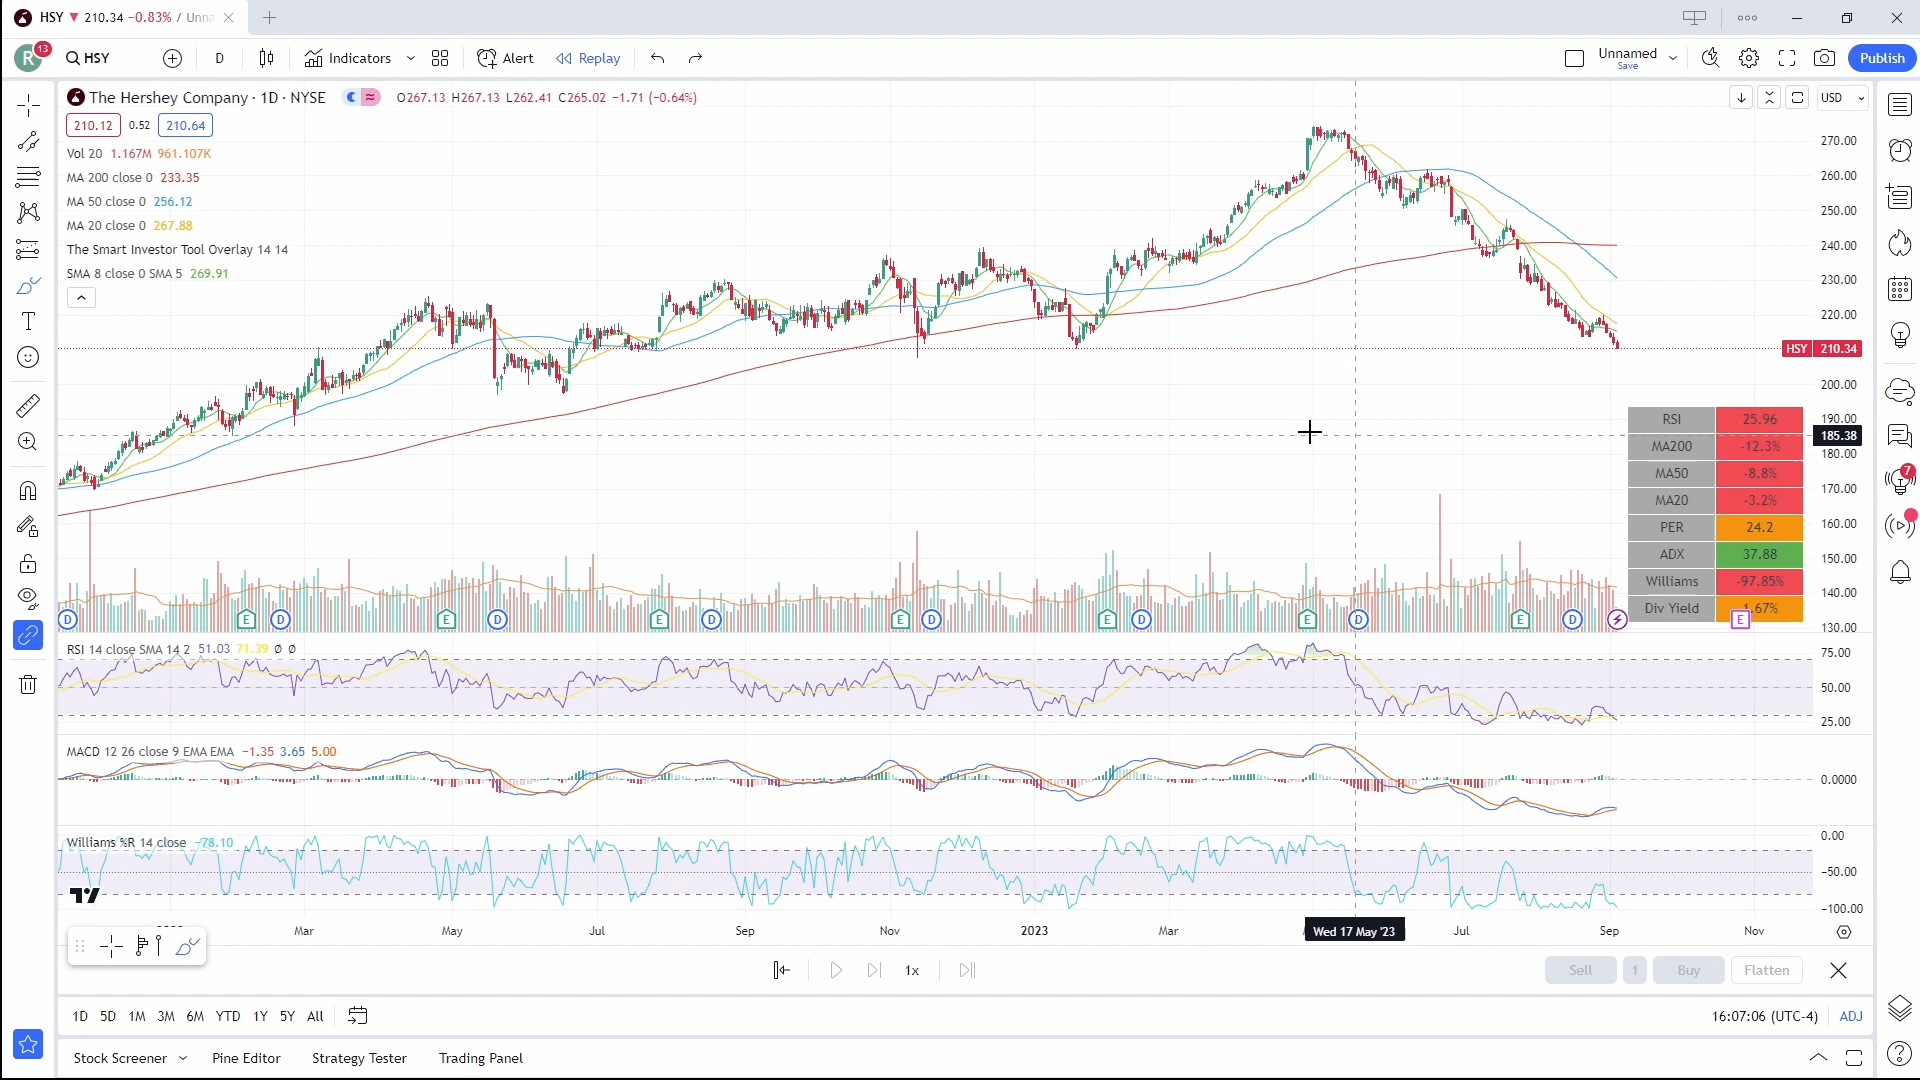 HSY ▼ 210.34 −0.83% / Unna
R 13 HSY D Indicators Alert Replay Unnamed Save Publish
The Hershey Company · 1D · NYSE O267.13 H267.13 L262.41 C265.02 −1.71 (−0.64%) USD
210.12 0.52 210.64
Vol 20 1.167M 961.107K
MA 200 close 0 233.35
MA 50 close 0 256.12
MA 20 close 0 267.88
The Smart Investor Tool Overlay 14 14
SMA 8 close 0 SMA 5 269.91
270.00
260.00
250.00
240.00
230.00
220.00
HSY 210.34
200.00
190.00
185.38
180.00
170.00
160.00
150.00
140.00
130.00
RSI 25.96
MA200 -12.3%
MA50 -8.8%
MA20 -3.2%
PER 24.2
ADX 37.88
Williams -97.85%
Div Yield 1.67%
7
D E D E D E D E D E D E D E D E
RSI 14 close SMA 14 2 51.03 71.39 Ø Ø
75.00
50.00
25.00
MACD 12 26 close 9 EMA EMA −1.35 3.65 5.00
0.0000
Williams %R 14 close −78.10
0.00
−50.00
−100.00
Mar May Jul Sep Nov 2023 Mar Wed 17 May '23 Jul Sep Nov
1x Sell 1 Buy Flatten
1D 5D 1M 3M 6M YTD 1Y 5Y All 16:07:06 (UTC-4) ADJ
Stock Screener Pine Editor Strategy Tester Trading Panel